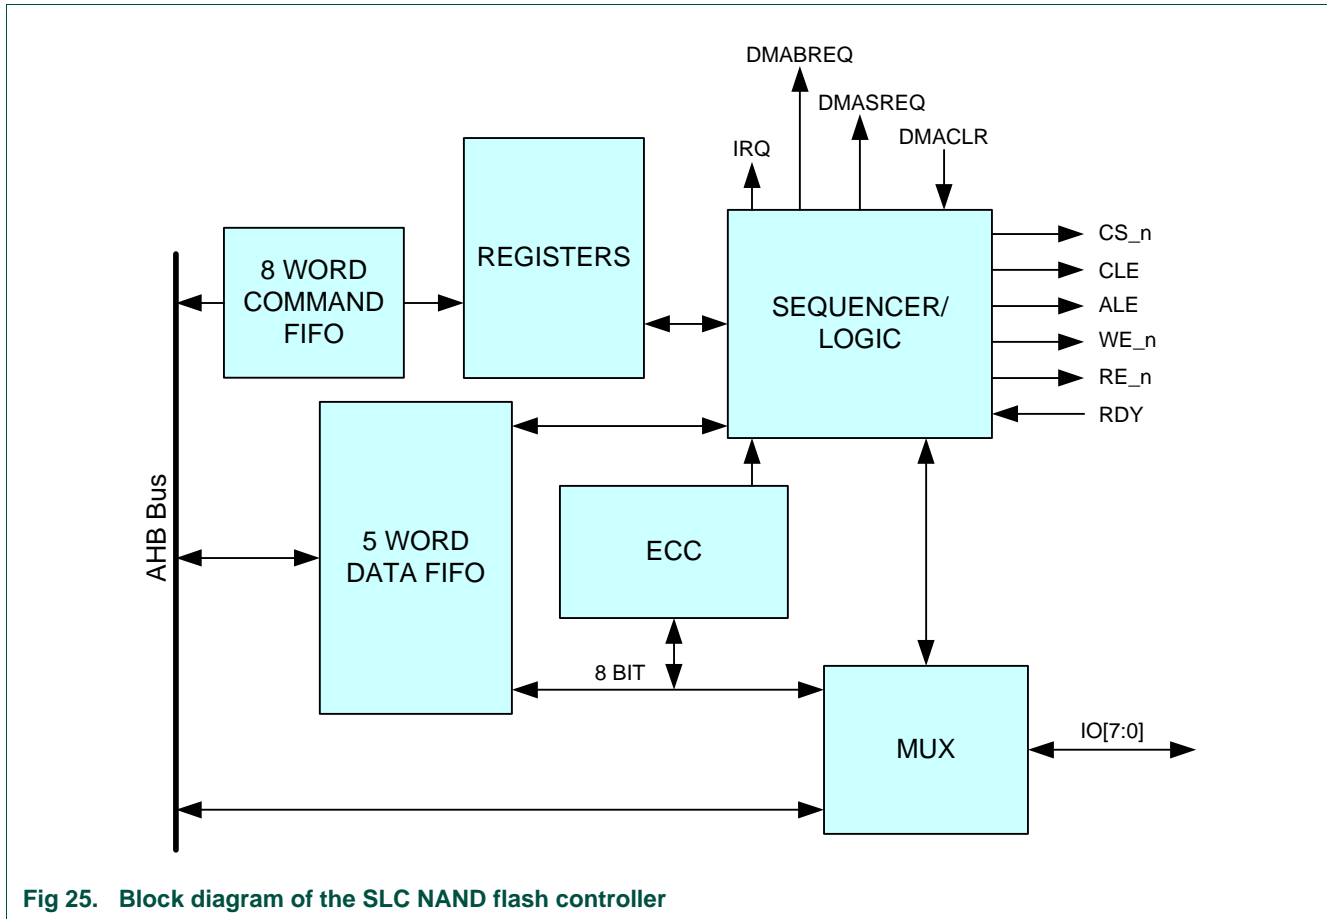 DMABREQ
DMASREQ
DMACLR
IRQ
8 WORD
COMMAND
FIFO
REGISTERS
SEQUENCER/
LOGIC
CS_n
CLE
ALE
WE_n
RE_n
RDY
AHB Bus
5 WORD
DATA FIFO
ECC
8 BIT
MUX
IO[7:0]
Fig 25. Block diagram of the SLC NAND flash controller